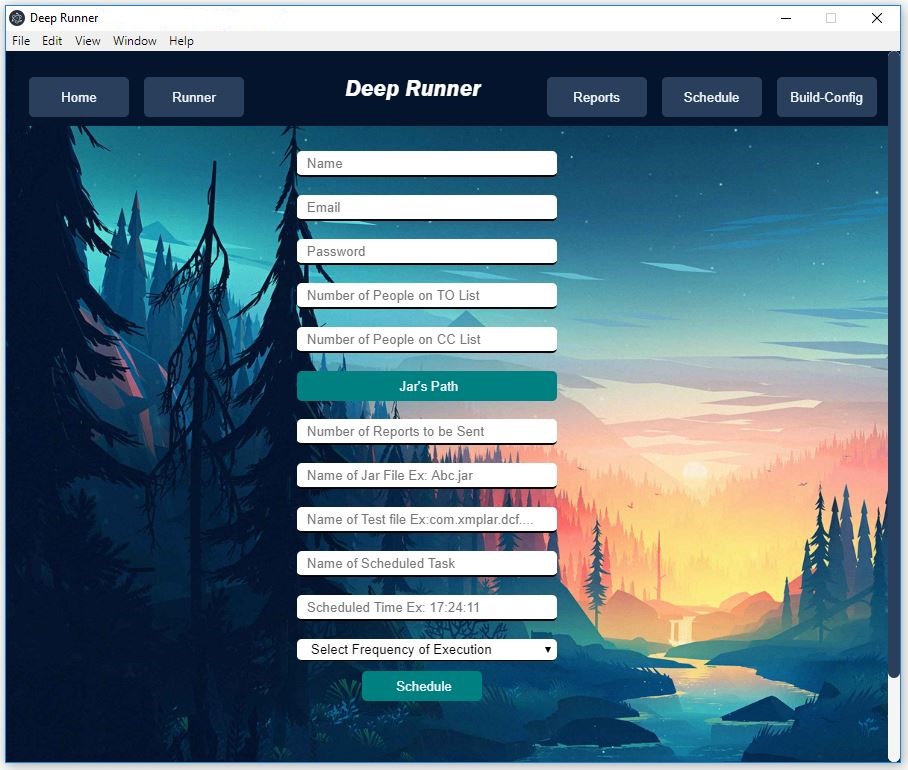 Deep Runner
File Edit View Window Help
Home Runner Deep Runner Reports Schedule Build-Config
Name
Email
Password
Number of People on TO List
Number of People on CC List
Jar's Path
Number of Reports to be Sent
Name of Jar File Ex: Abc.jar
Name of Test file Ex:com.xmplar.dcf....
Name of Scheduled Task
Scheduled Time Ex: 17:24:11
Select Frequency of Execution
Schedule